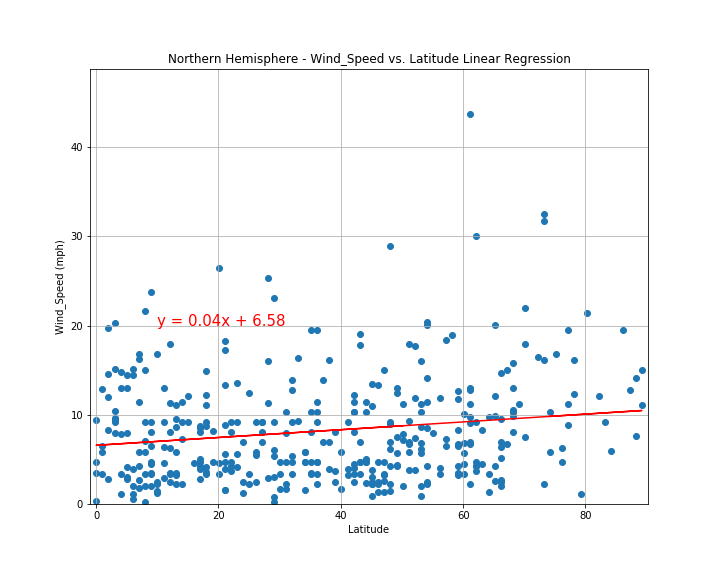 Northern Hemisphere - Wind_Speed vs. Latitude Linear Regression
Wind_Speed (mph)
40
30
20
10
0
y = 0.04x + 6.58
0 20 40 60 80
Latitude